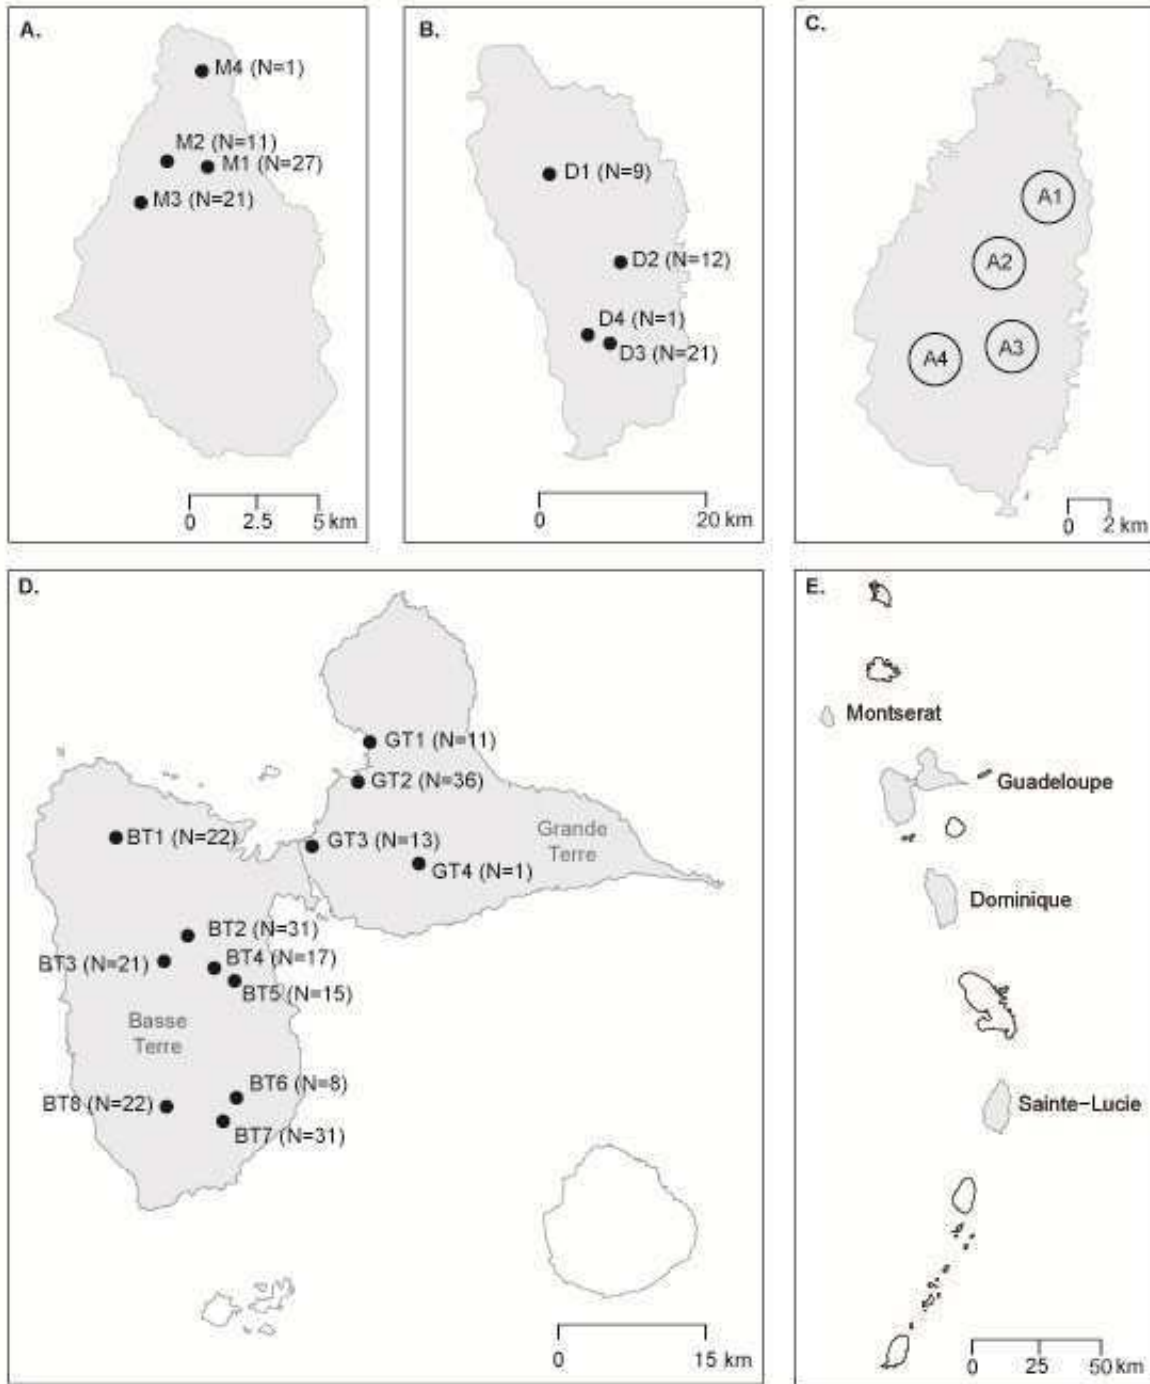 A.
M4 (N=1)
M2 (N=11)
M1 (N=27)
M3 (N=21)
0 2.5 5 km
B.
D1 (N=9)
D2 (N=12)
D4 (N=1)
D3 (N=21)
0 20 km
C.
A1
A2
A3
A4
0 2 km
D.
GT1 (N=11)
GT2 (N=36)
GT3 (N=13)
GT4 (N=1)
Grande
Terre
BT1 (N=22)
BT2 (N=31)
BT3 (N=21)
BT4 (N=17)
BT5 (N=15)
Basse
Terre
BT6 (N=8)
BT8 (N=22)
BT7 (N=31)
0 15 km
E.
Montserat
Guadeloupe
Dominique
Sainte-Lucie
0 25 50 km